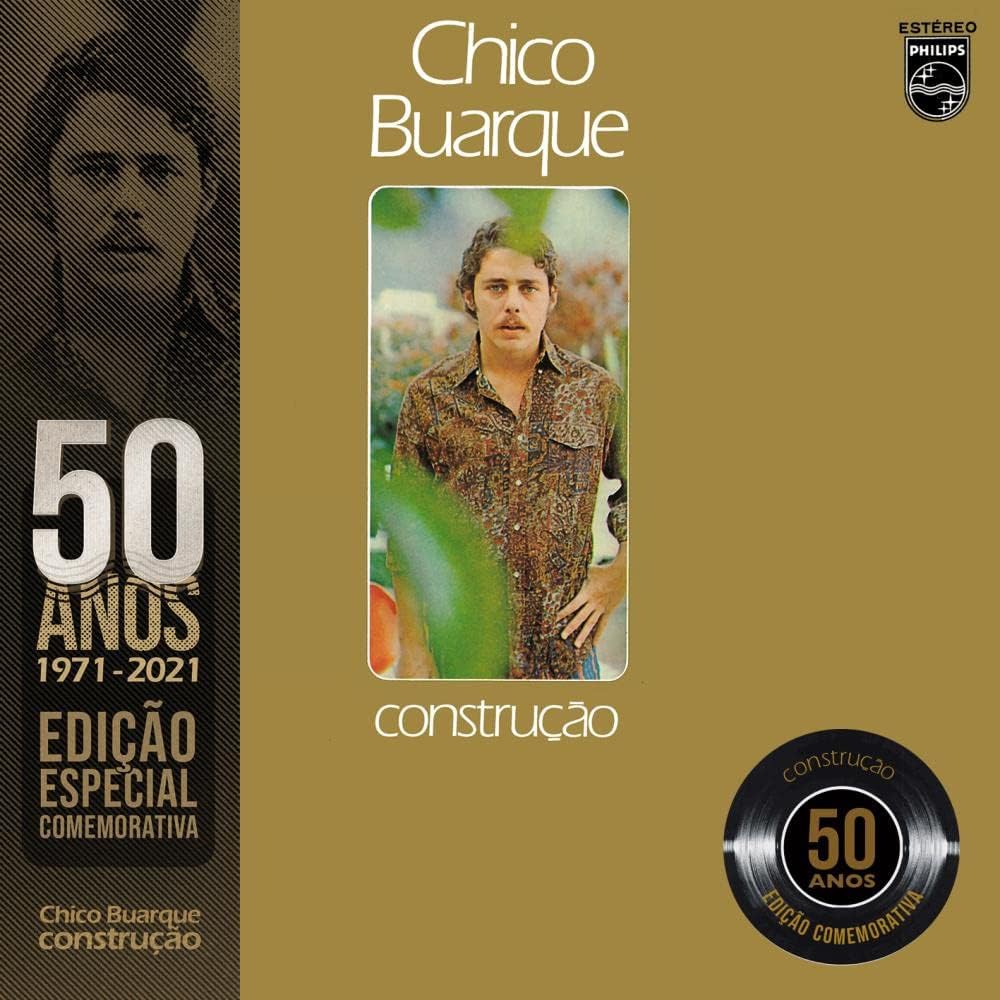 Chico
Buarque
ESTÉREO
PHILIPS
construção
50
ANOS
1971-2021
EDIÇÃO
ESPECIAL
COMEMORATIVA
Chico Buarque
construção
construção
50
ANOS
EDIÇÃO COMEMORATIVA